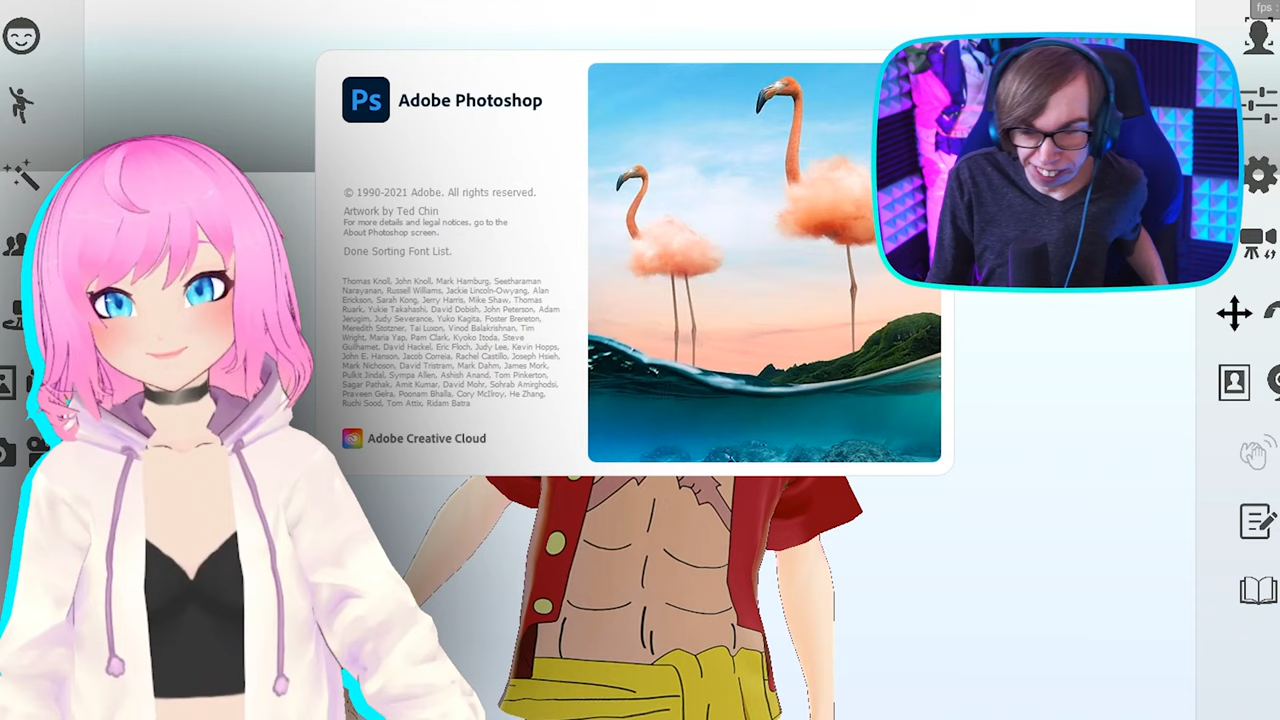 fps :
Ps Adobe Photoshop
© 1990-2021 Adobe. All rights reserved.
Artwork by Ted Chin
For more details and legal notices, go to the
About Photoshop screen.
Done Sorting Font List.
Thomas Knoll, John Knoll, Mark Hamburg, Seetharaman
Narayanan, Russell Williams, Jackie Lincoln-Owyang, Alan
Erickson, Sarah Kong, Jerry Harris, Mike Shaw, Thomas
Ruark, Yukie Takahashi, David Dobish, John Peterson, Adam
Jerugim, Judy Severance, Yuko Kagita, Foster Brereton,
Meredith Stotzner, Tai Luxon, Vinod Balakrishnan, Tim
Wright, Maria Yap, Pam Clark, Kyoko Itoda, Steve
Guilhamet, David Hackel, Eric Floch, Judy Lee, Kevin Hopps,
John E. Hanson, Jacob Correia, Rachel Castillo, Joseph Hsieh,
Mark Nichoson, David Tristram, Mark Dahm, James Mork,
Pulkit Jindal, Sympa Allen, Ashish Anand, Tom Pinkerton,
Sagar Pathak, Amit Kumar, David Mohr, Sohrab Amirghodsi,
Praveen Gelra, Poonam Bhalla, Cory McIlroy, He Zhang,
Ruchi Sood, Tom Attix, Ridam Batra
Adobe Creative Cloud